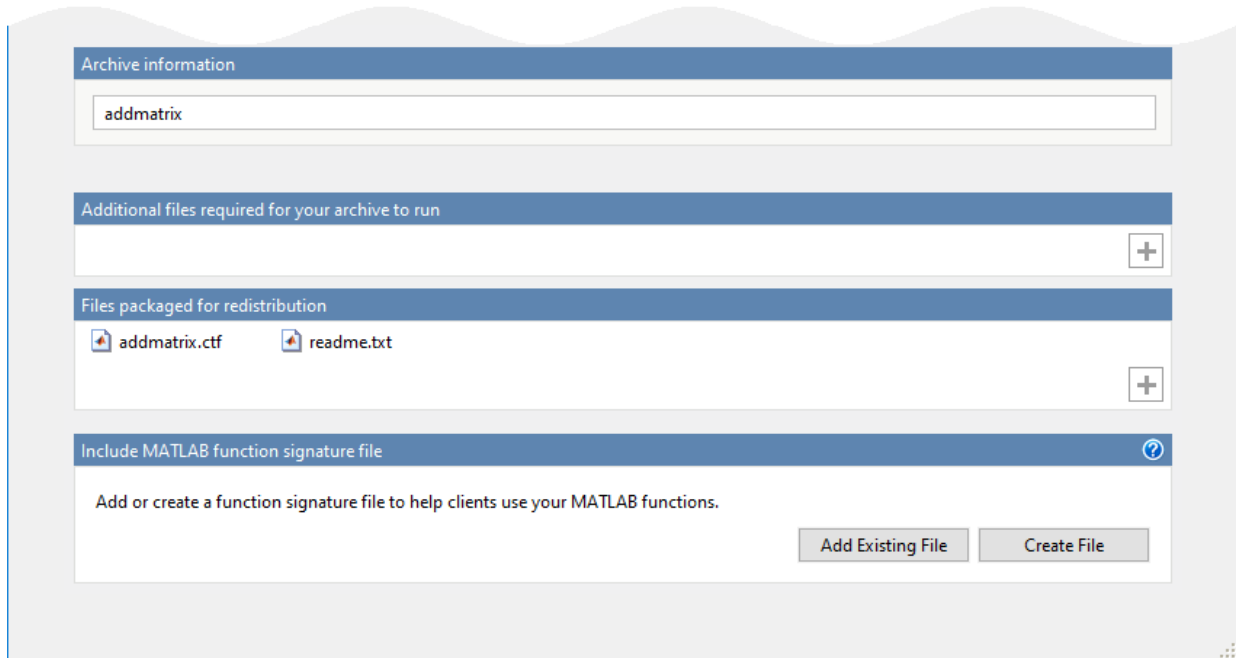 Archive information
addmatrix
Additional files required for your archive to run
Files packaged for redistribution
addmatrix.ctf readme.txt
Include MATLAB function signature file
Add or create a function signature file to help clients use your MATLAB functions.
Add Existing File Create File